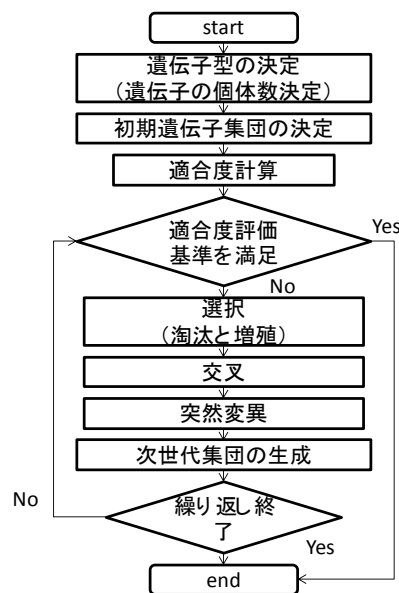 start
遺伝子型の決定
(遺伝子の個体数決定)
初期遺伝子集団の決定
適合度計算
適合度評価
基準を満足
Yes
No
選択
(淘汰と増殖)
交叉
突然変異
次世代集団の生成
繰り返し終
了
No
Yes
end